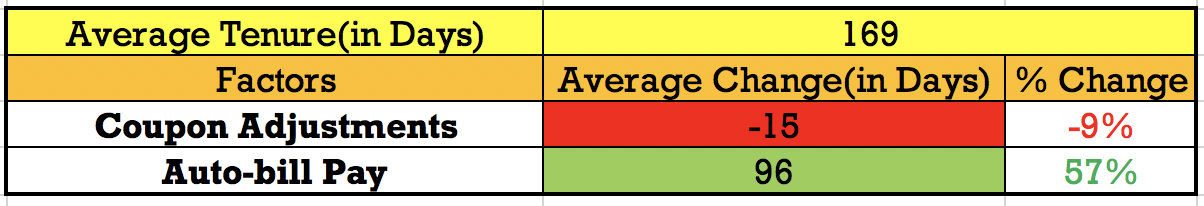 Average Tenure(in Days) 169
Factors Average Change(in Days) % Change
Coupon Adjustments -15 -9%
Auto-bill Pay 96 57%